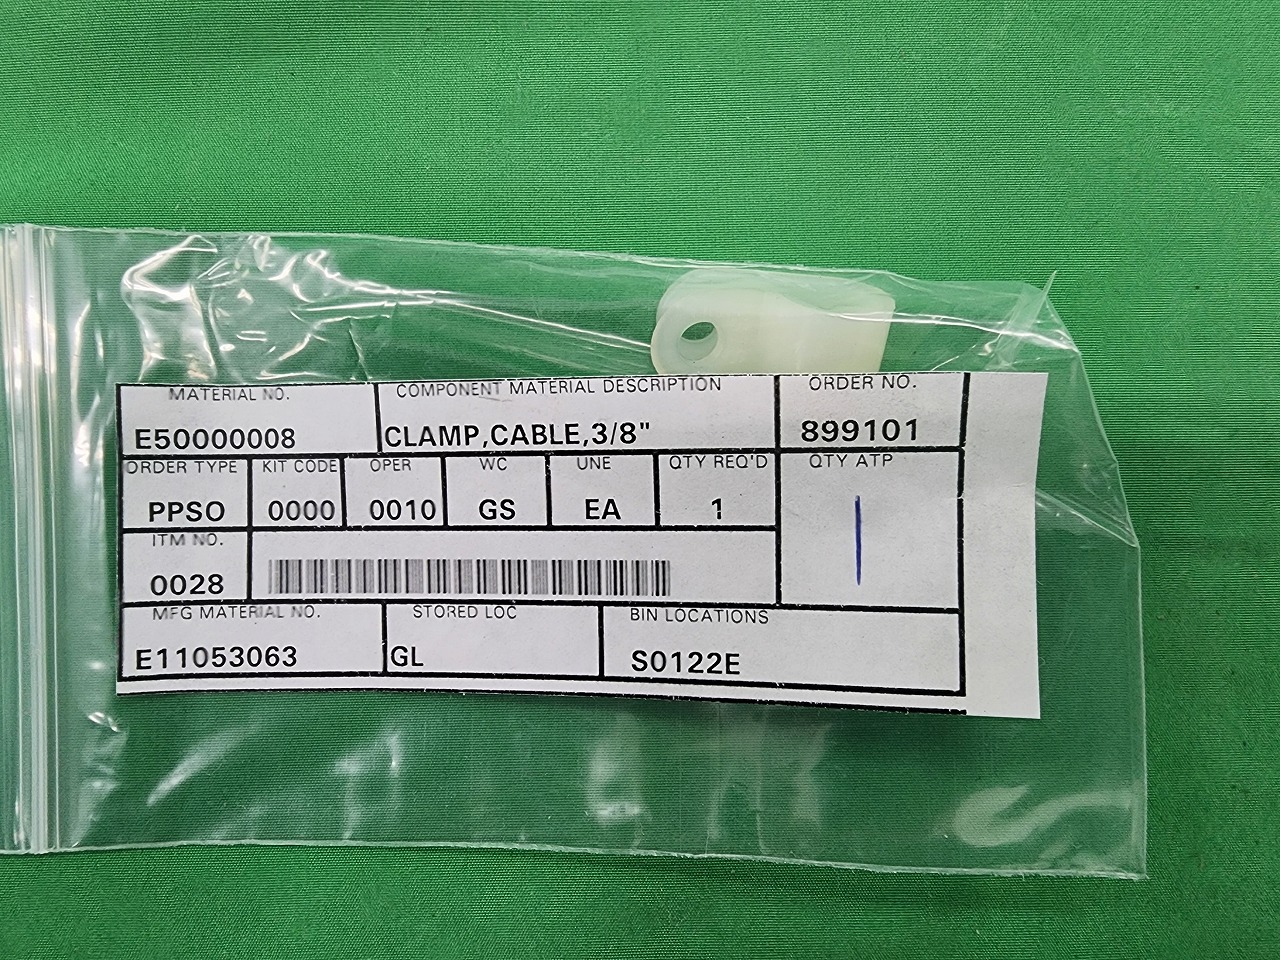 MATERIAL NO. COMPONENT MATERIAL DESCRIPTION ORDER NO.
E50000008 CLAMP,CABLE,3/8" 899101
ORDER TYPE KIT CODE OPER WC UNE QTY REQ'D QTY ATP
PPSO 0000 0010 GS EA 1 1
ITM NO.
0028
MFG MATERIAL NO. STORED LOC BIN LOCATIONS
E11053063 GL S0122E